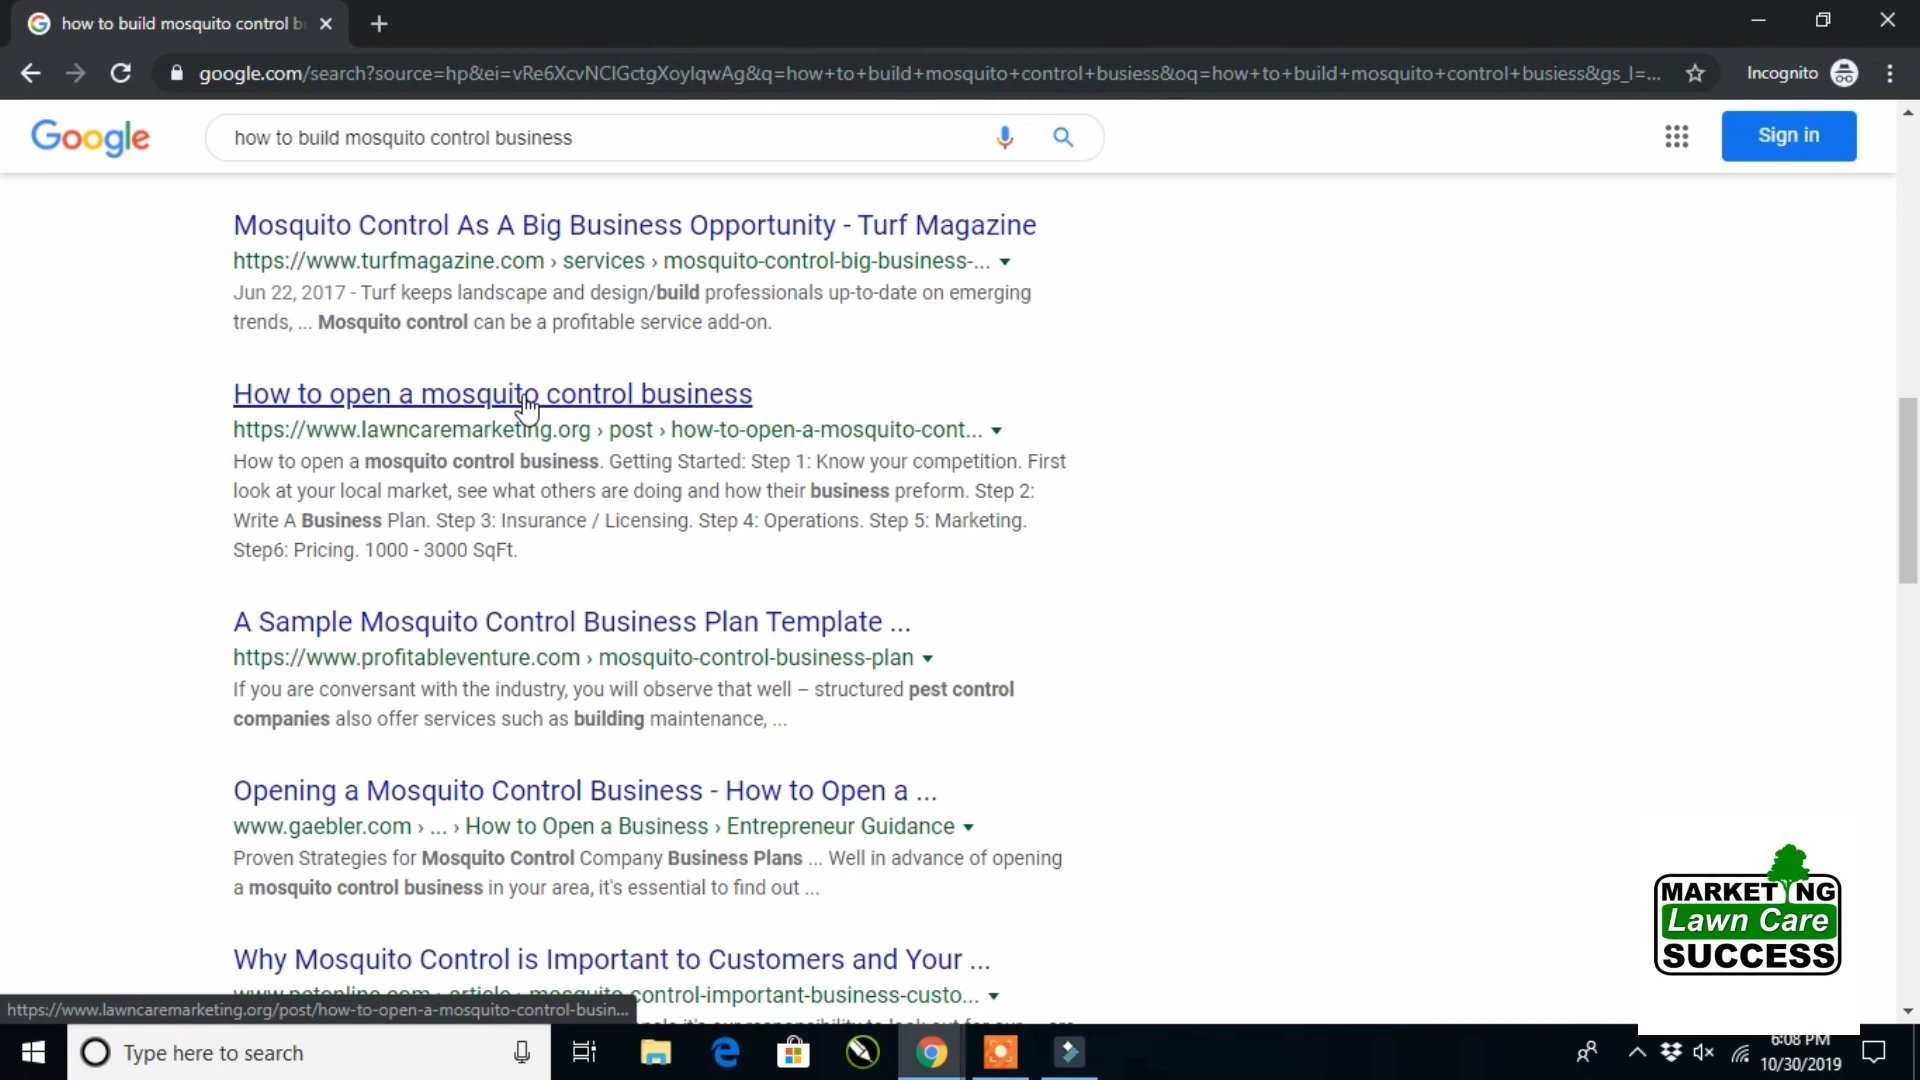 how to build mosquito control b
google.com/search?source=hp&ei=vRe6XcvNCIGctgXoylqwAg&q=how+to+build+mosquito+control+busiess&oq=how+to+build+mosquito+control+busiess&gs_l=...
Incognito
Google
how to build mosquito control business
Sign in
Mosquito Control As A Big Business Opportunity - Turf Magazine
https://www.turfmagazine.com › services › mosquito-control-big-business-...
Jun 22, 2017 - Turf keeps landscape and design/build professionals up-to-date on emerging
trends, ... Mosquito control can be a profitable service add-on.
How to open a mosquito control business
https://www.lawncaremarketing.org › post › how-to-open-a-mosquito-cont...
How to open a mosquito control business. Getting Started: Step 1: Know your competition. First
look at your local market, see what others are doing and how their business preform. Step 2:
Write A Business Plan. Step 3: Insurance / Licensing. Step 4: Operations. Step 5: Marketing.
Step6: Pricing. 1000 - 3000 SqFt.
A Sample Mosquito Control Business Plan Template ...
https://www.profitableventure.com › mosquito-control-business-plan
If you are conversant with the industry, you will observe that well – structured pest control
companies also offer services such as building maintenance, ...
Opening a Mosquito Control Business - How to Open a ...
www.gaebler.com › ... › How to Open a Business › Entrepreneur Guidance
Proven Strategies for Mosquito Control Company Business Plans ... Well in advance of opening
a mosquito control business in your area, it's essential to find out ...
Why Mosquito Control is Important to Customers and Your ...
control-important-business-custo...
https://www.lawncaremarketing.org/post/how-to-open-a-mosquito-control-busin...
MARKETING
Lawn Care
SUCCESS
Type here to search
6:08 PM
10/30/2019